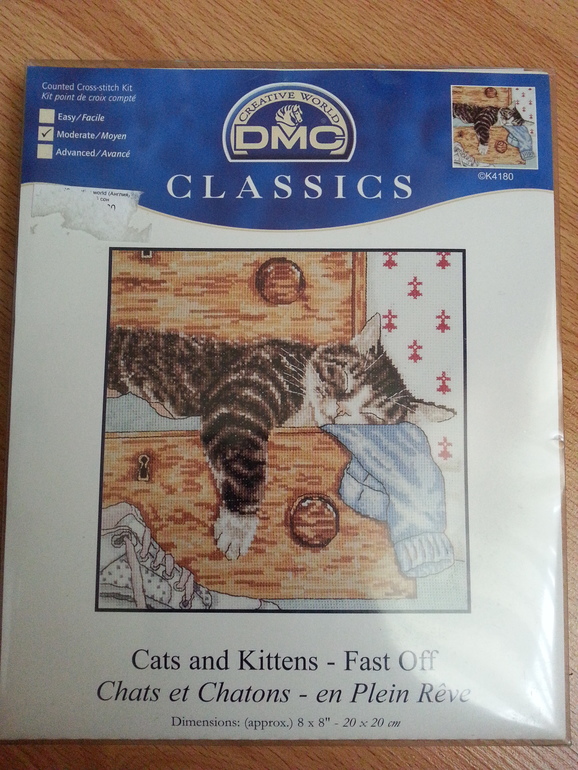 Counted Cross-stitch Kit
Kit point de croix compté
Easy/Facile
Moderate/Moyen
Advanced/Avancé
CREATIVE WORLD
DMC
CLASSICS
©K4180
Cats and Kittens - Fast Off
Chats et Chatons - en Plein Rêve
Dimensions: (approx.) 8 x 8" - 20 x 20 cm